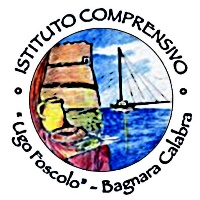 ISTITUTO COMPRENSIVO
"Ugo Foscolo" - Bagnara Calabra